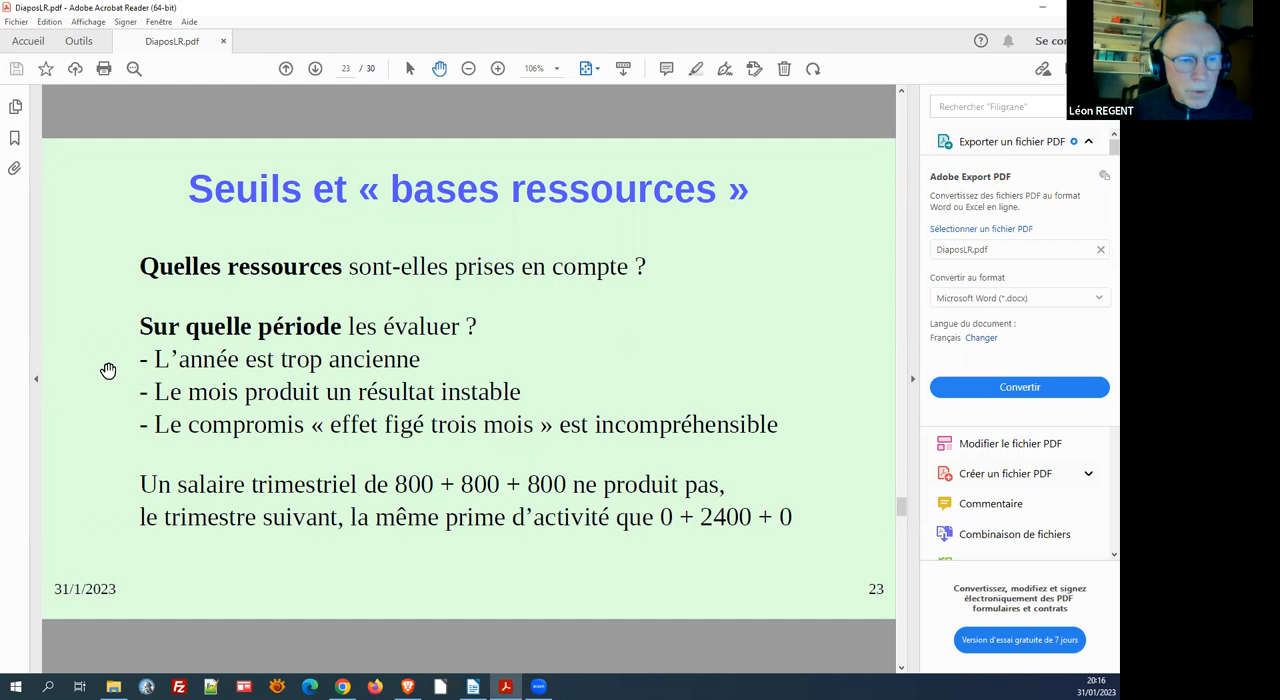 DiaposLR.pdf - Adobe Acrobat Reader (64-bit)
Fichier Edition Affichage Signer Fenêtre Aide
Accueil Outils DiaposLR.pdf × Se co
23 / 30 106%
Léon REGENT
Rechercher "Filigrane"
Exporter un fichier PDF
Adobe Export PDF
Convertissez des fichiers PDF au format
Word ou Excel en ligne.
Sélectionner un fichier PDF
DiaposLR.pdf
Convertir au format
Microsoft Word (*.docx)
Langue du document :
Français Changer
Convertir
Modifier le fichier PDF
Créer un fichier PDF
Commentaire
Combinaison de fichiers
Convertissez, modifiez et signez
électroniquement des PDF
formulaires et contrats
Version d'essai gratuite de 7 jours
Seuils et « bases ressources »
Quelles ressources sont-elles prises en compte ?
Sur quelle période les évaluer ?
- L’année est trop ancienne
- Le mois produit un résultat instable
- Le compromis « effet figé trois mois » est incompréhensible
Un salaire trimestriel de 800 + 800 + 800 ne produit pas,
le trimestre suivant, la même prime d’activité que 0 + 2400 + 0
31/1/2023 23
20:16
31/01/2023